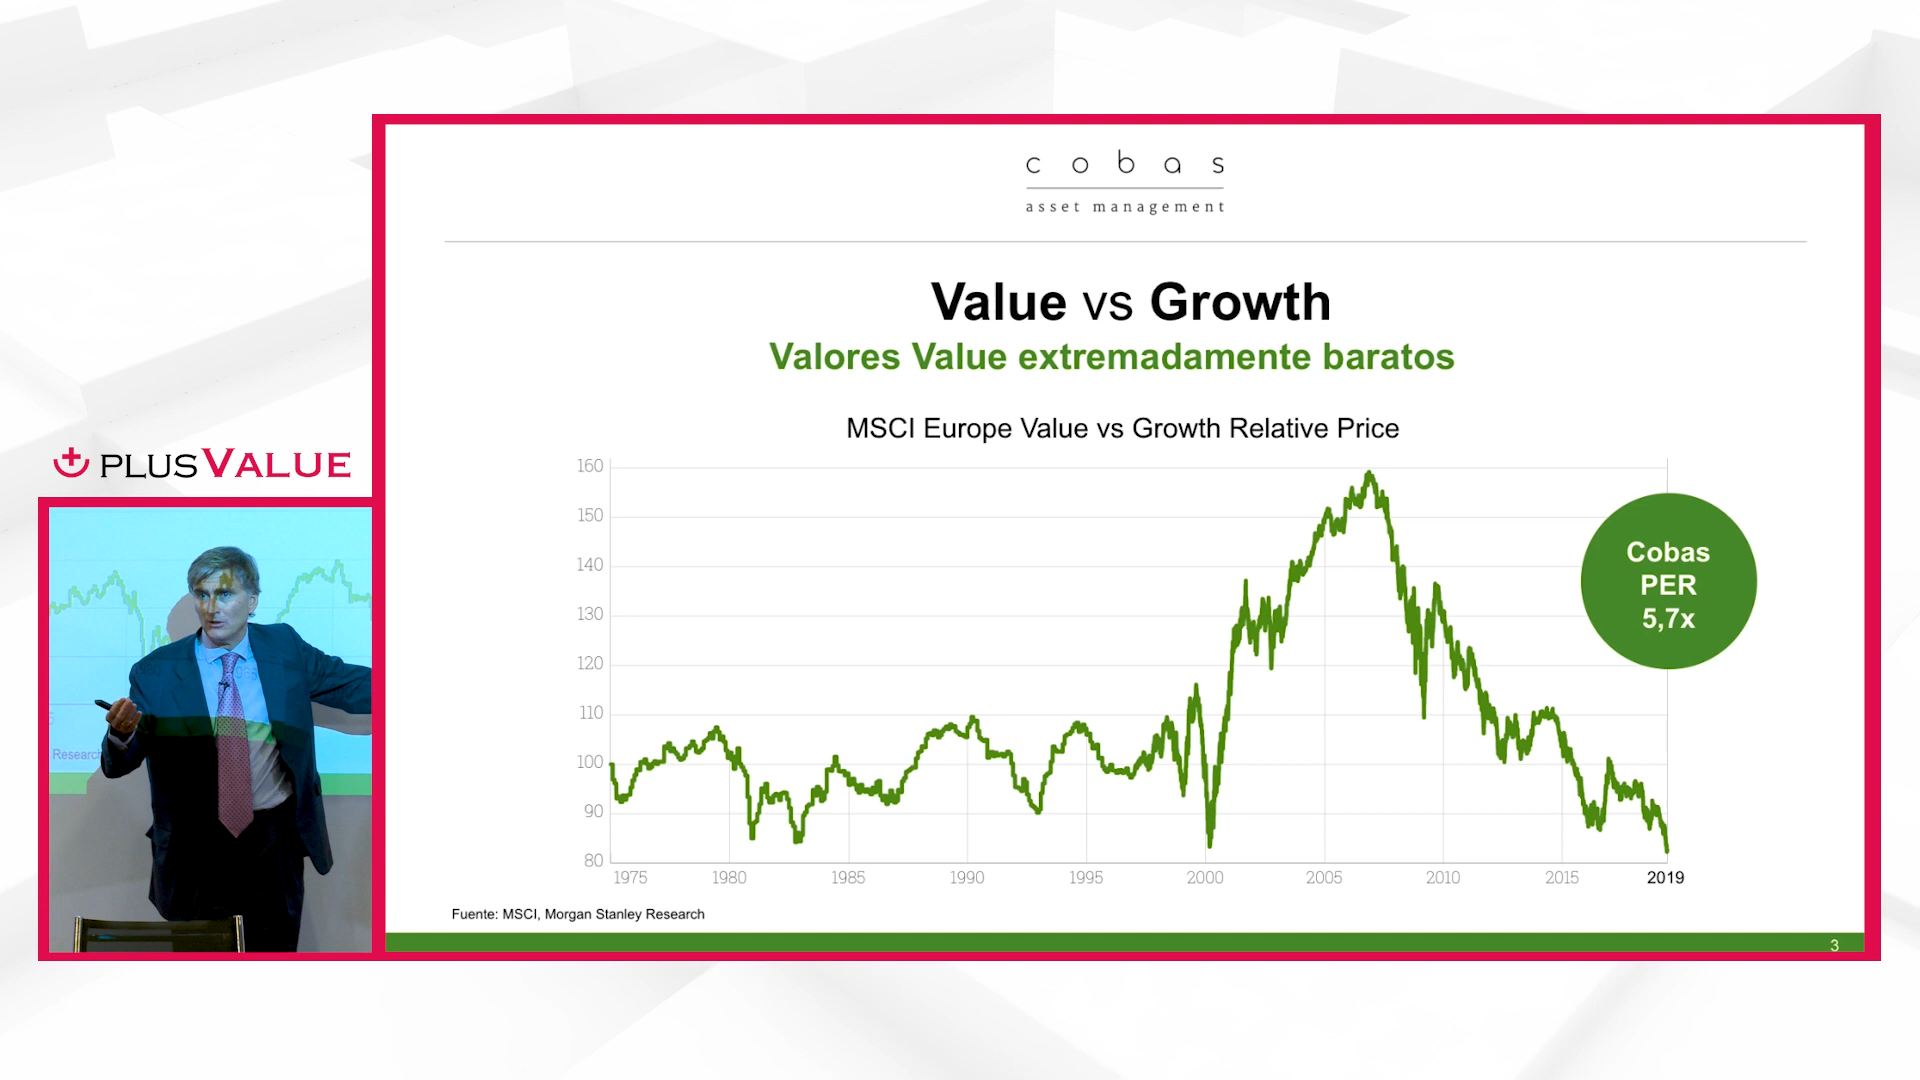 cobas
asset management
Value vs Growth
Valores Value extremadamente baratos
MSCI Europe Value vs Growth Relative Price
160
150
140
130
120
110
100
90
80
1975 1980 1985 1990 1995 2000 2005 2010 2015 2019
Cobas
PER
5,7x
Fuente: MSCI, Morgan Stanley Research
3
PLUSVALUE
Research